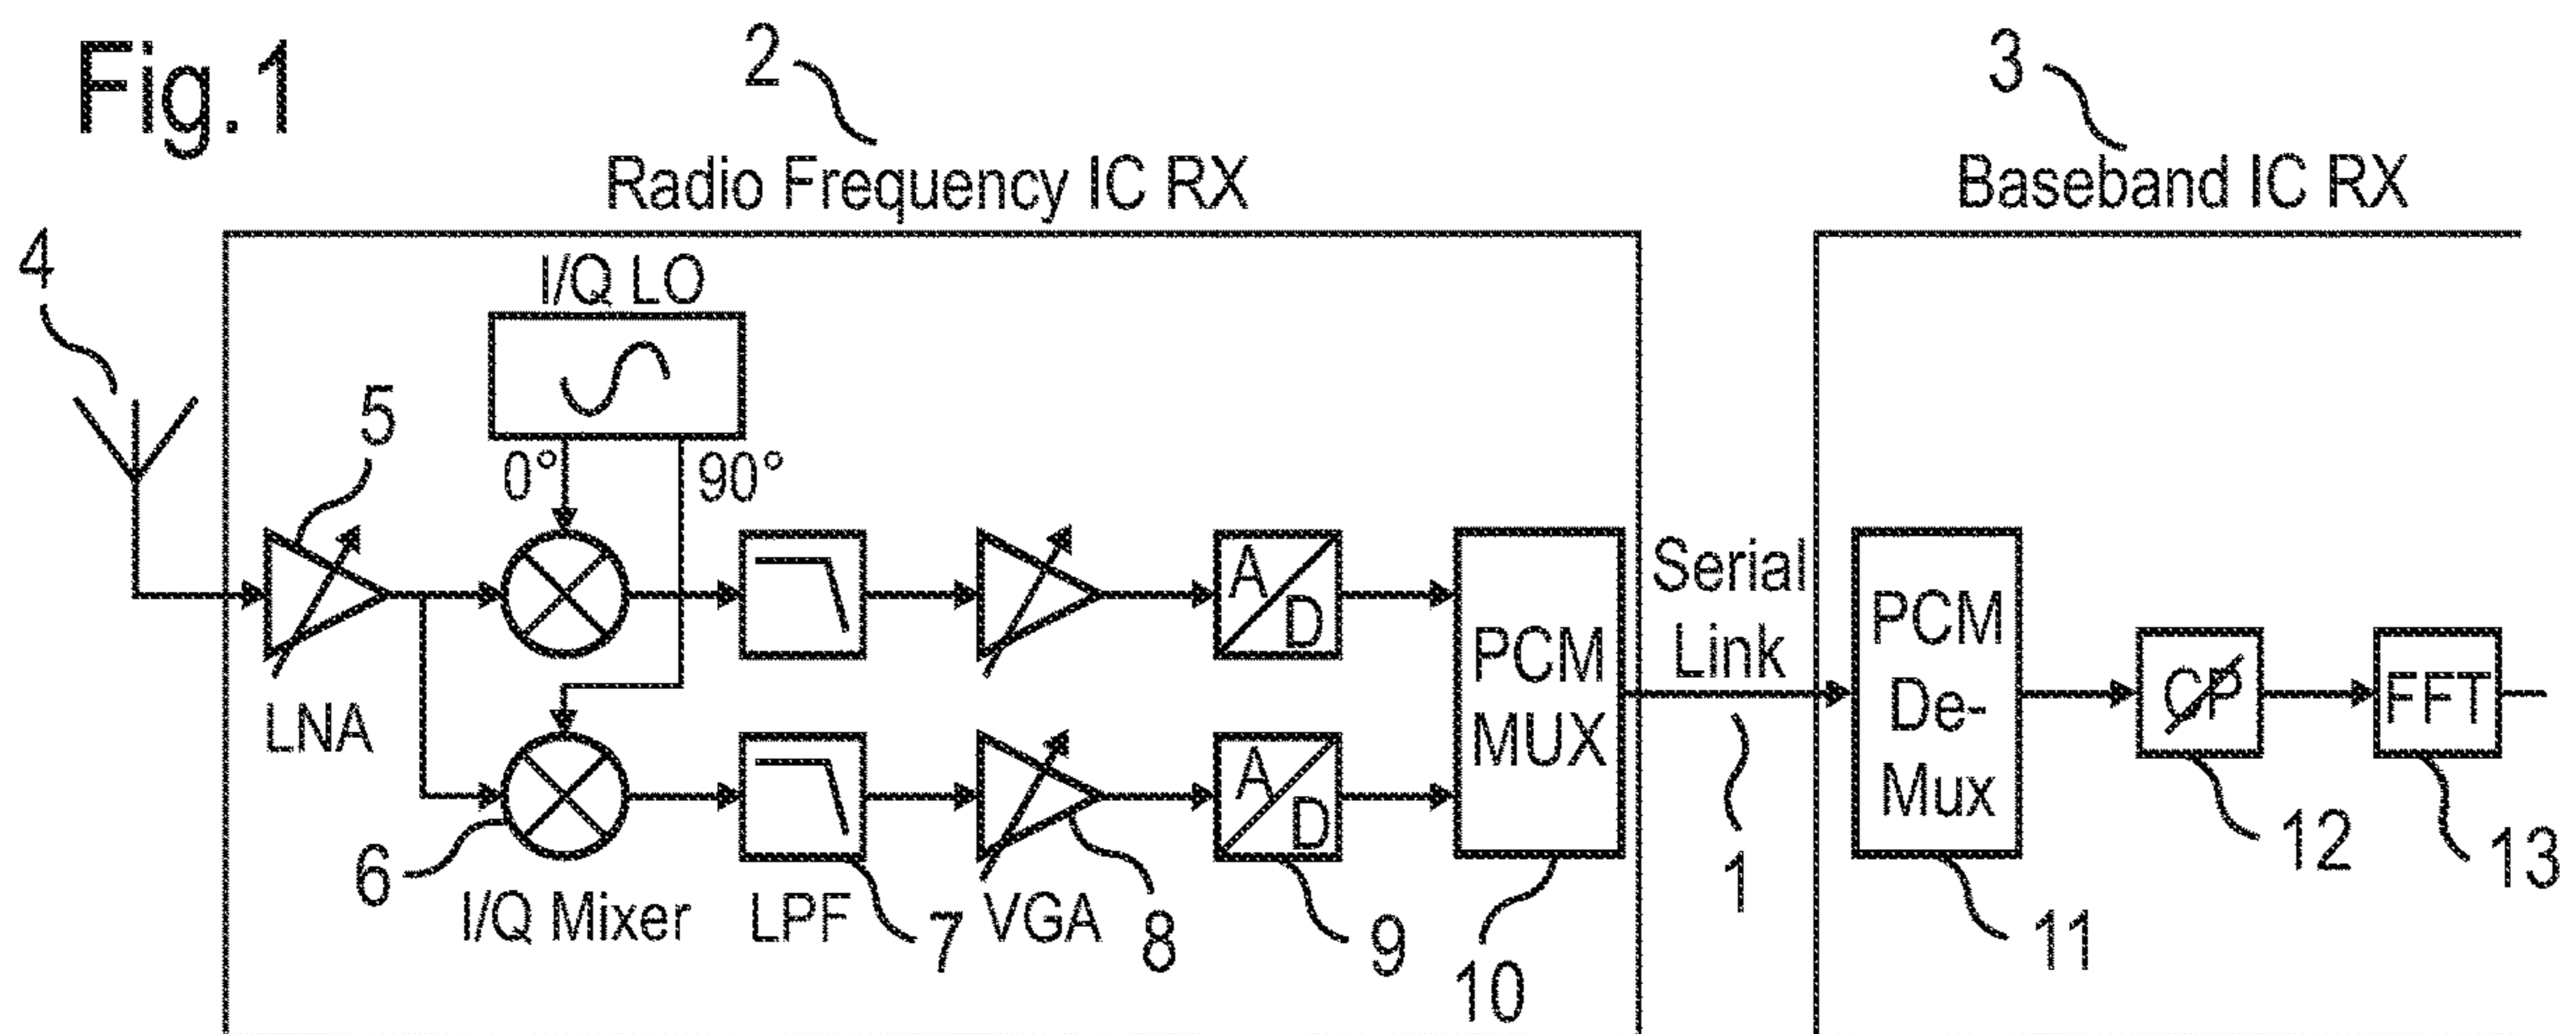 Fig.1
2
3
Radio Frequency IC RX
Baseband IC RX
4
I/Q LO
5
0°
90°
LNA
A
D
A
D
PCM
MUX
Serial
Link
PCM
De-
Mux
CP
FFT
6
I/Q Mixer
LPF
7
VGA
8
9
10
1
11
12
13